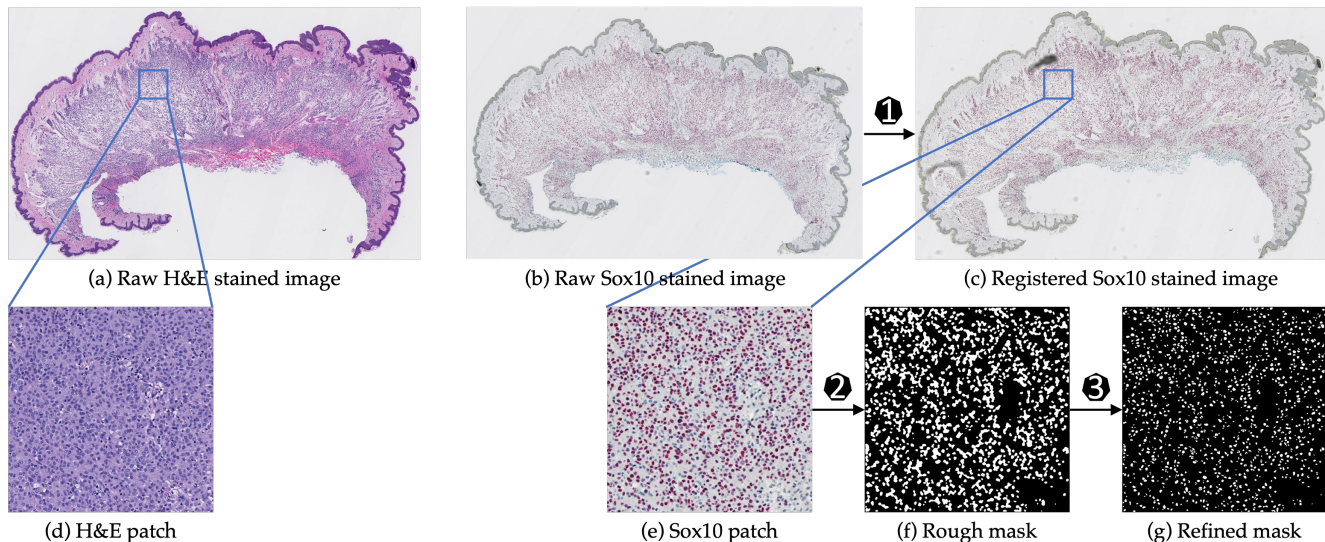 1
(a) Raw H&E stained image
(b) Raw Sox10 stained image
(c) Registered Sox10 stained image
2
3
(d) H&E patch
(e) Sox10 patch
(f) Rough mask
(g) Refined mask